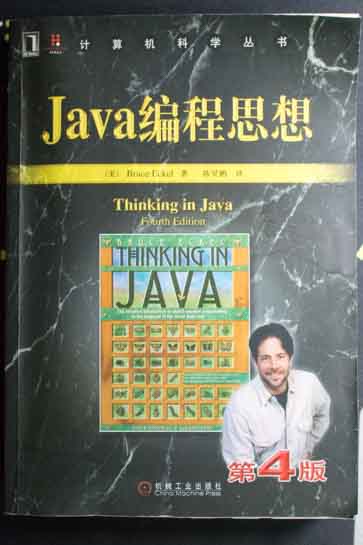 计算机科学丛书
Java编程思想
（美） Bruce Eckel 著 陈昊鹏 译
Thinking in Java
Fourth Edition
BRUCE ECKEL
THINKING IN
JAVA
第4版
机械工业出版社
China Machine Press